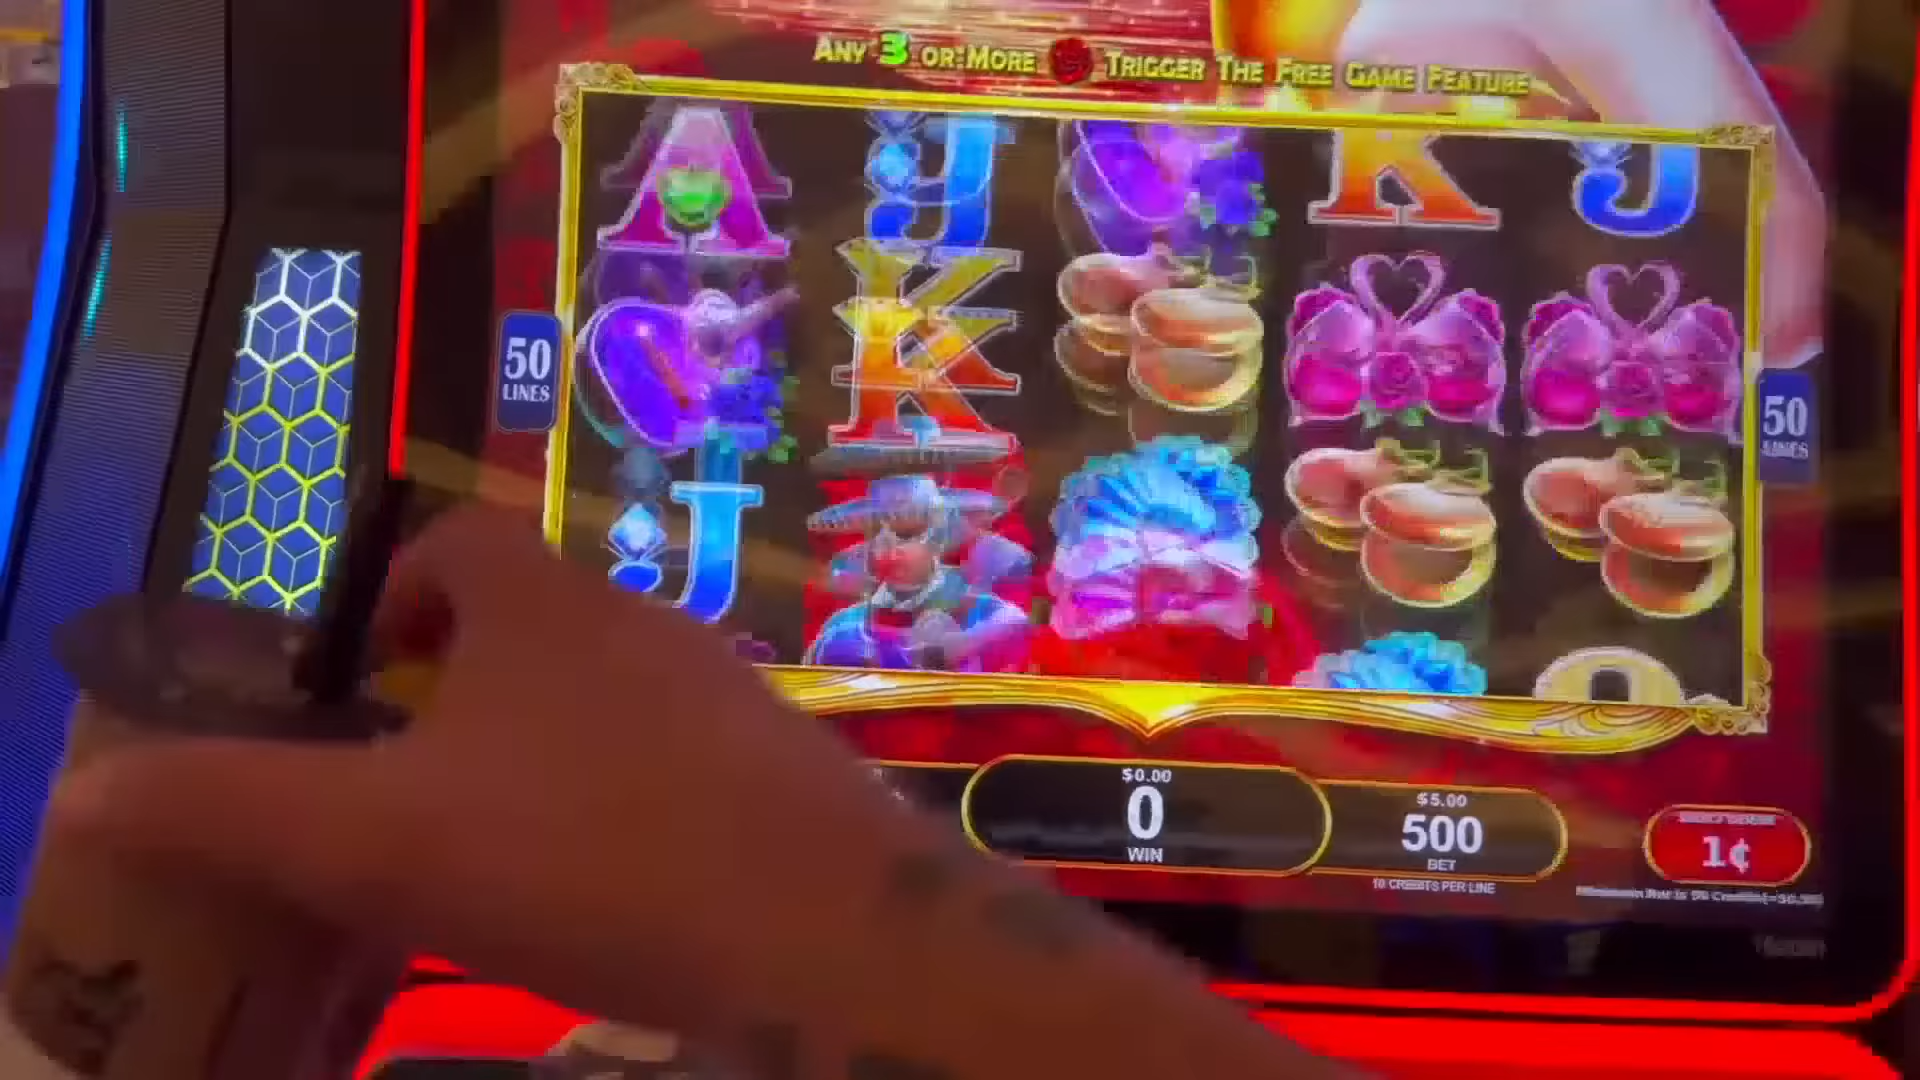 ANY 3 OR MORE TRIGGER THE FREE GAME FEATURE
A J K J
K
K
50
LINES
50
LINES
J
Q
$0.00
0
WIN
$5.00
500
BET
10 CREDITS PER LINE
1¢